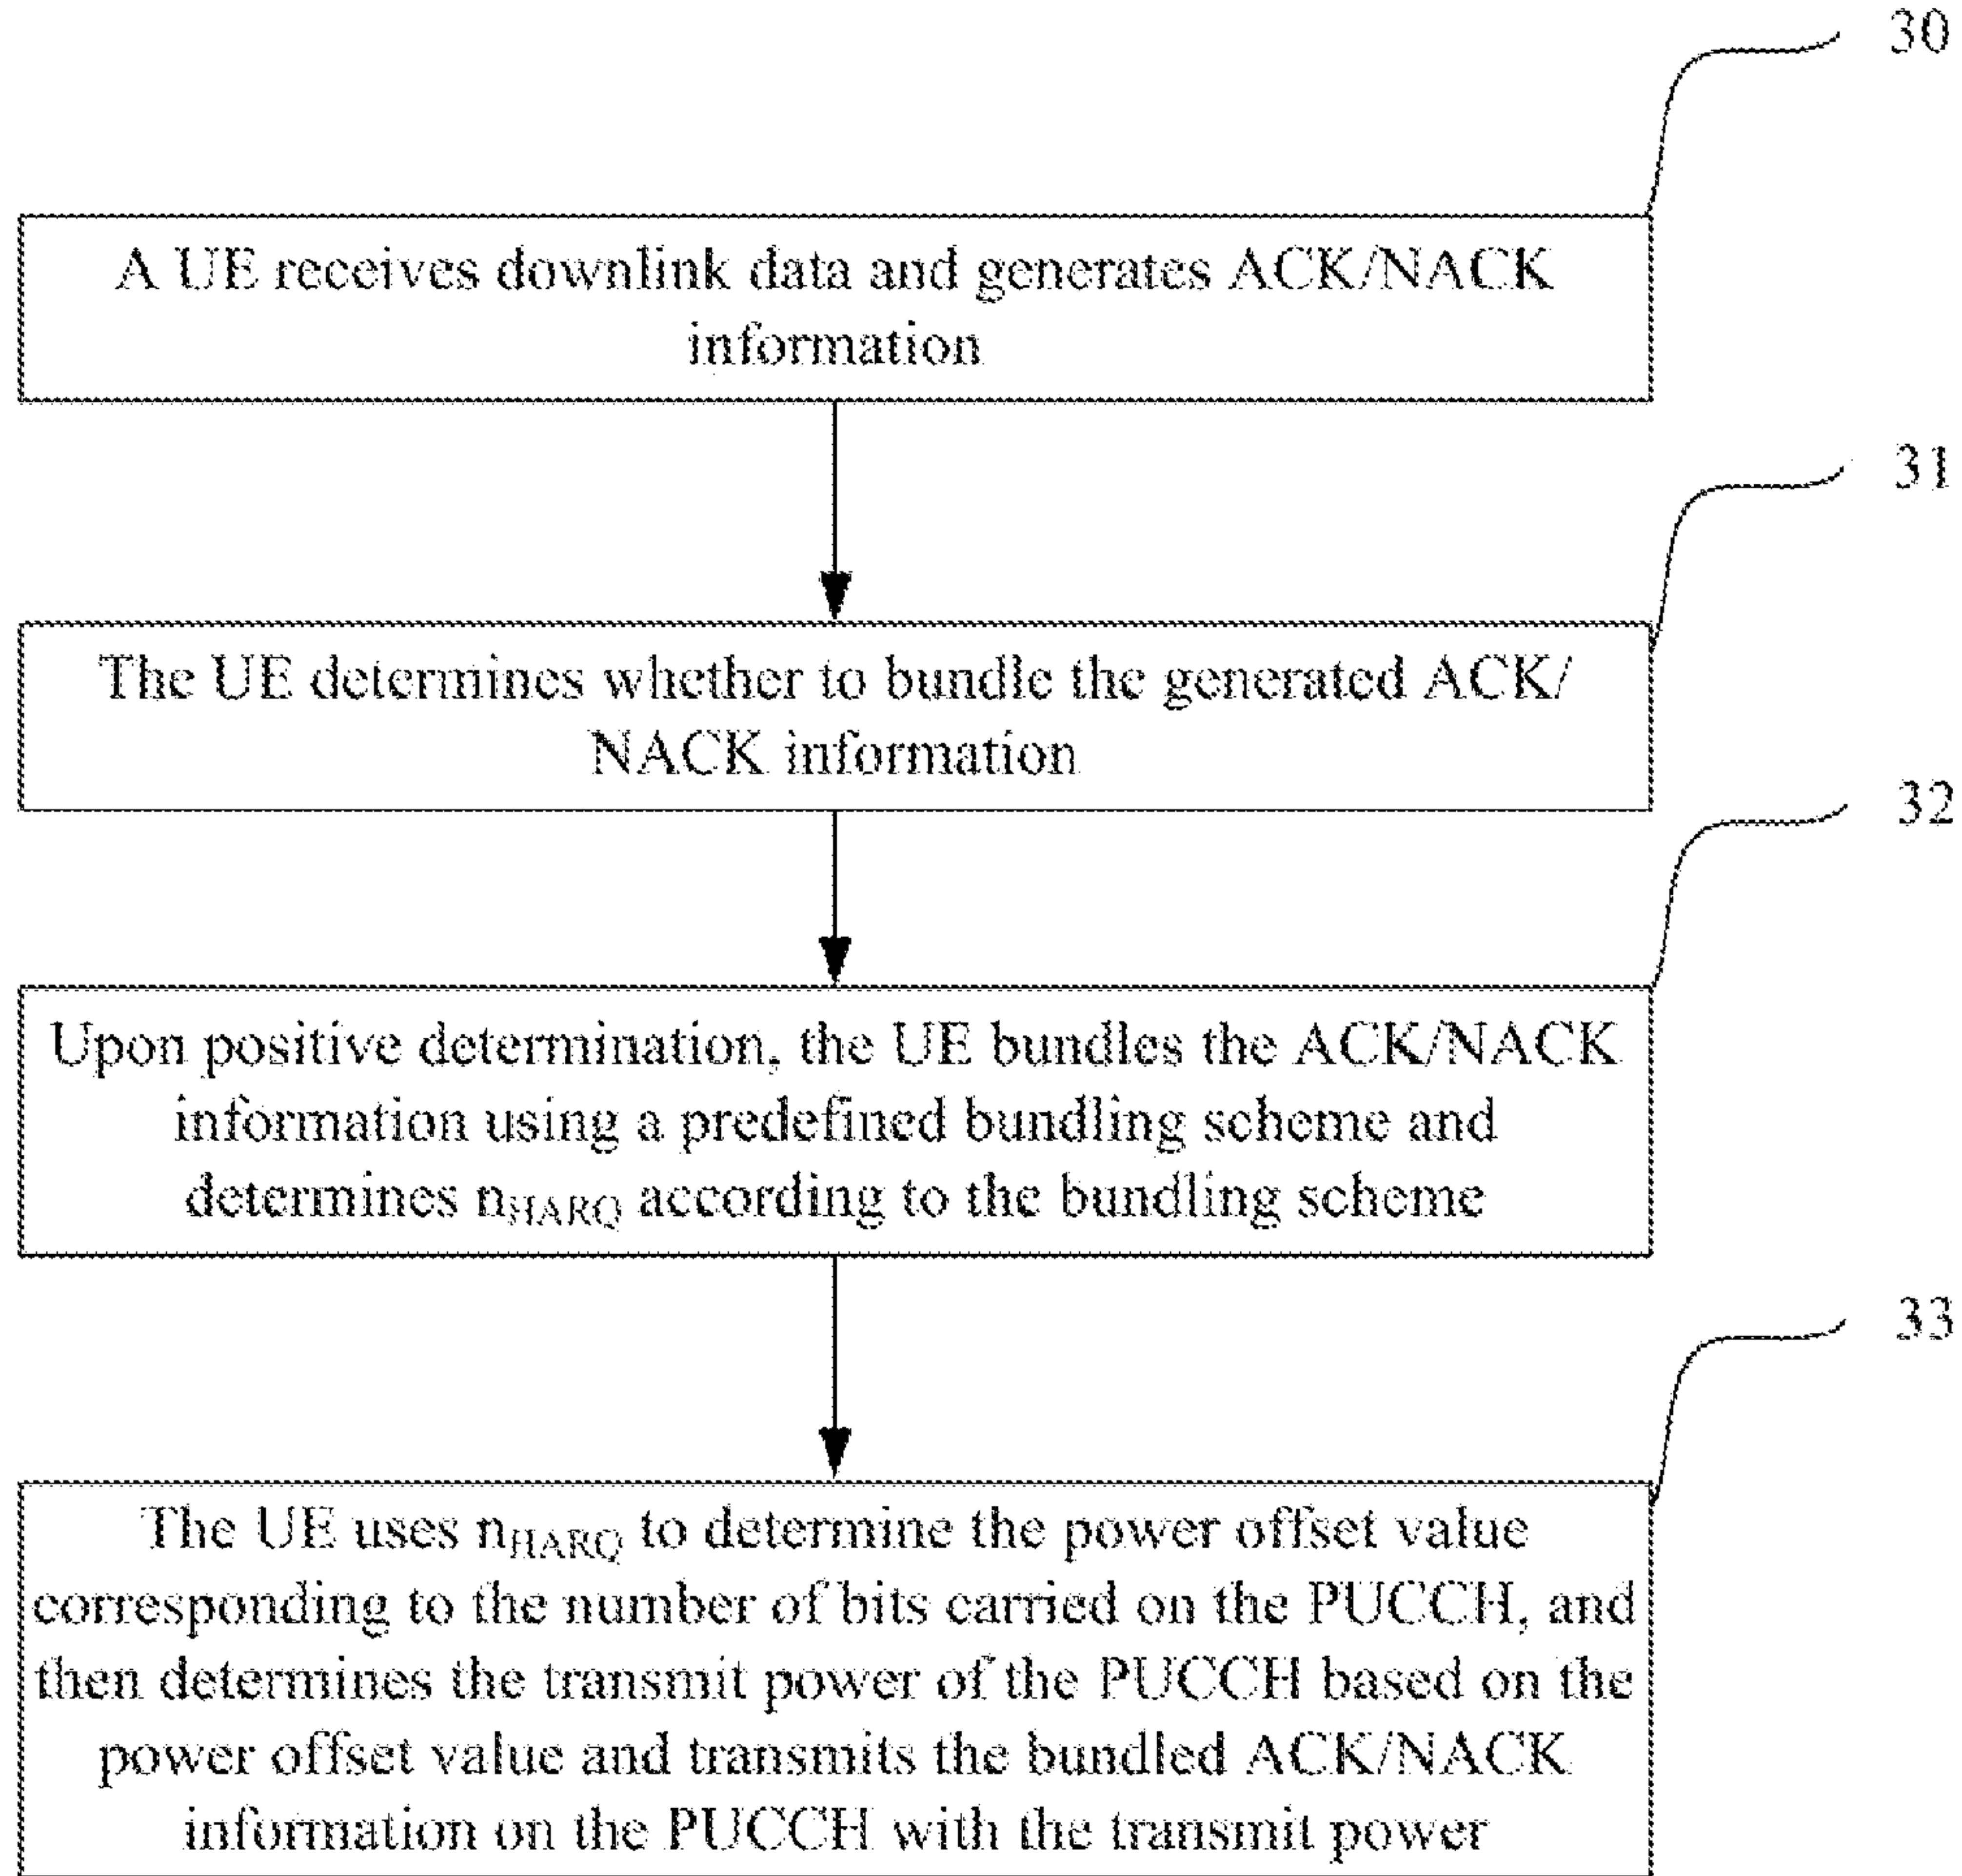 30
A UE receives downlink data and generates ACK/NACK
information
31
The UE determines whether to bundle the generated ACK/
NACK information
32
Upon positive determination, the UE bundles the ACK/NACK
information using a predefined bundling scheme and
determines nHARQ according to the bundling scheme
33
The UE uses nHARQ to determine the power offset value
corresponding to the number of bits carried on the PUCCH, and
then determines the transmit power of the PUCCH based on the
power offset value and transmits the bundled ACK/NACK
information on the PUCCH with the transmit power